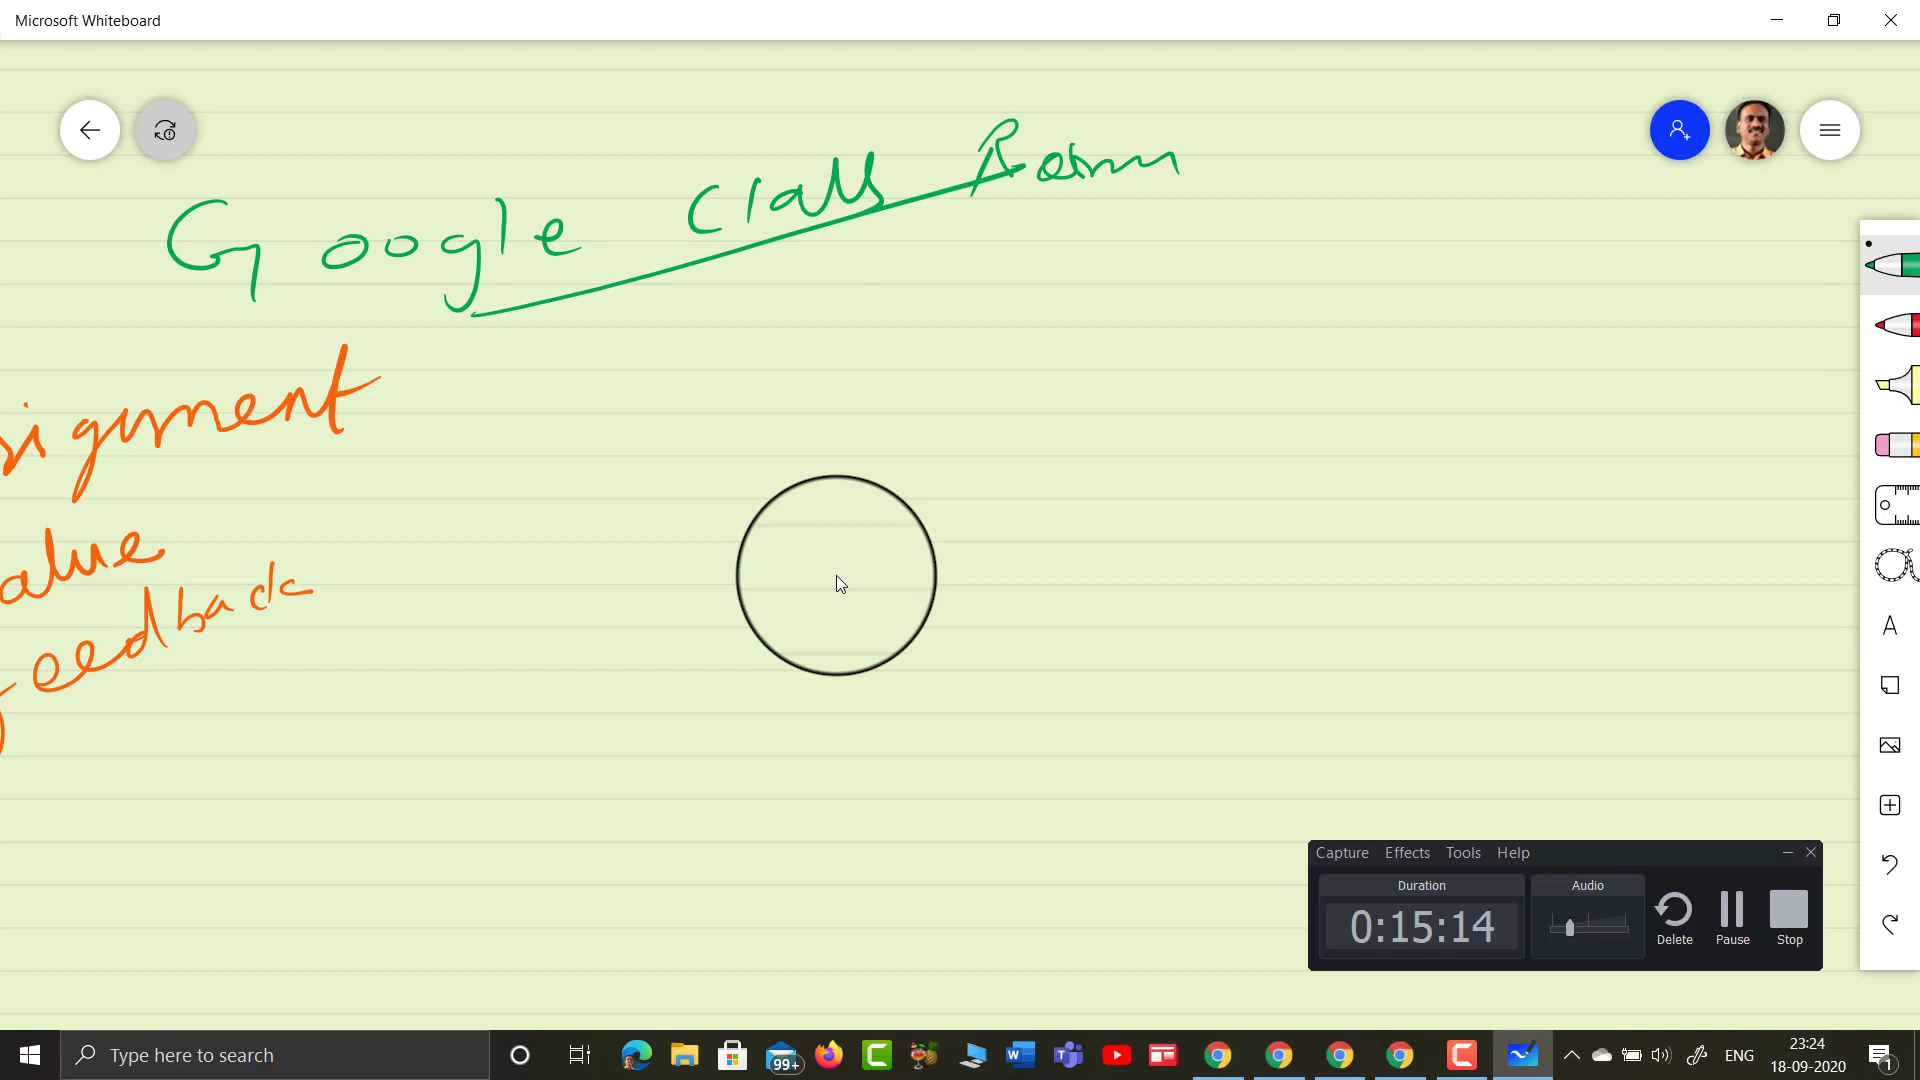 Microsoft Whiteboard
Google Class Room
signment
alue
eedback
A
Capture Effects Tools Help
Duration
Audio
0:15:14
Delete
Pause
Stop
Type here to search
99+
ENG
23:24
18-09-2020
1